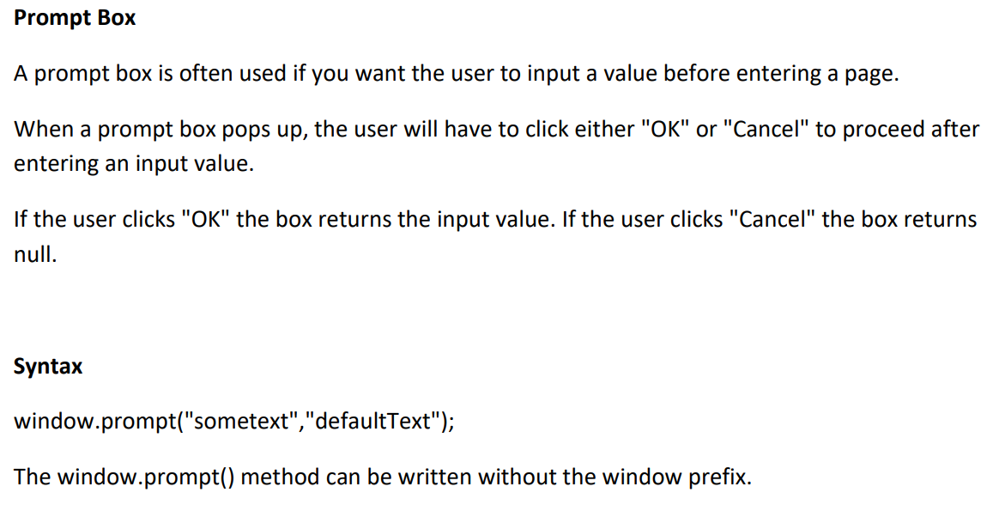 Prompt Box
A prompt box is often used if you want the user to input a value before entering a page.
When a prompt box pops up, the user will have to click either "OK" or "Cancel" to proceed after
entering an input value.
If the user clicks "OK" the box returns the input value. If the user clicks "Cancel" the box returns
null.
Syntax
window.prompt("sometext","defaultText");
The window.prompt() method can be written without the window prefix.